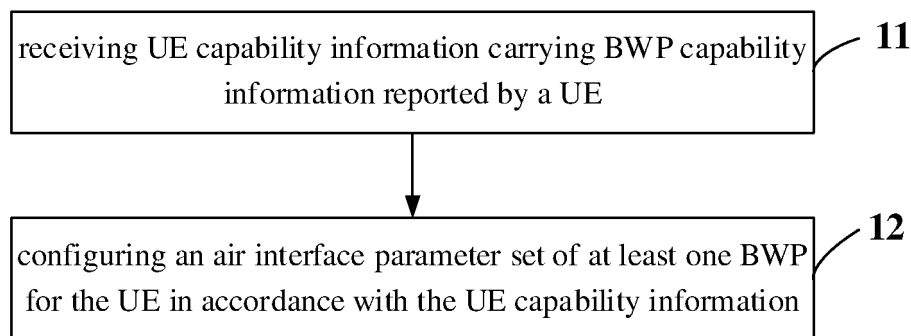 receiving UE capability information carrying BWP capability
information reported by a UE
11
configuring an air interface parameter set of at least one BWP
for the UE in accordance with the UE capability information
12